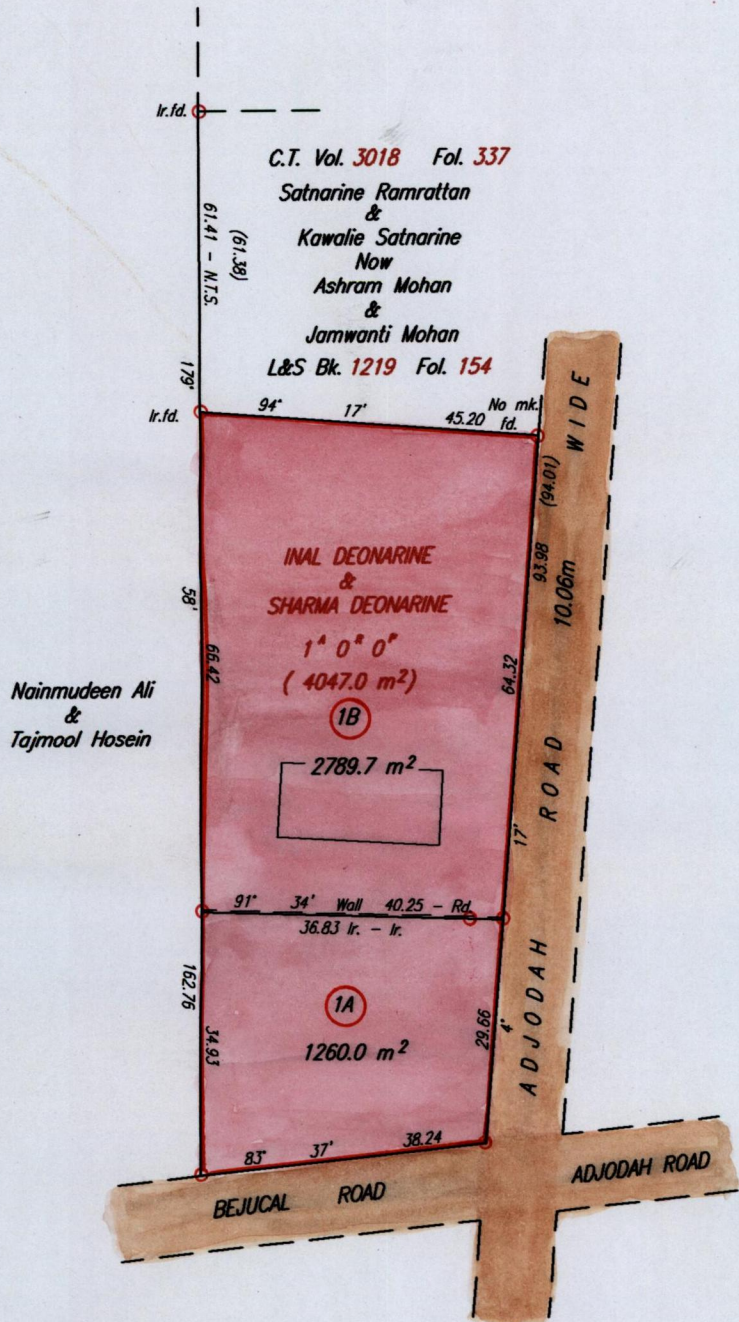 Ir.fd.
C.T. Vol. 3018 Fol. 337
Satnarine Ramrattan
&
Kawalie Satnarine
Now
Ashram Mohan
&
Jamwanti Mohan
L&S Bk. 1219 Fol. 154
61.41 - N.T.S.
(61.38)
179°
Ir.fd.
94° 17' 45.20
No mk.
fd.
WIDE
(94.01)
93.98
10.06m
INAL DEONARINE
&
SHARMA DEONARINE
1ᴬ 0ᴿ 0ᴾ
( 4047.0 m²)
1B
2789.7 m²
58'
66.42
64.32
Nainmudeen Ali
&
Tajmool Hosein
ROAD
17'
91° 34' Wall 40.25 - Rd.
36.83 Ir. - Ir.
162.76
34.93
1A
1260.0 m²
29.66
4°
ADJODAH
83° 37' 38.24
BEJUCAL ROAD
ADJODAH ROAD